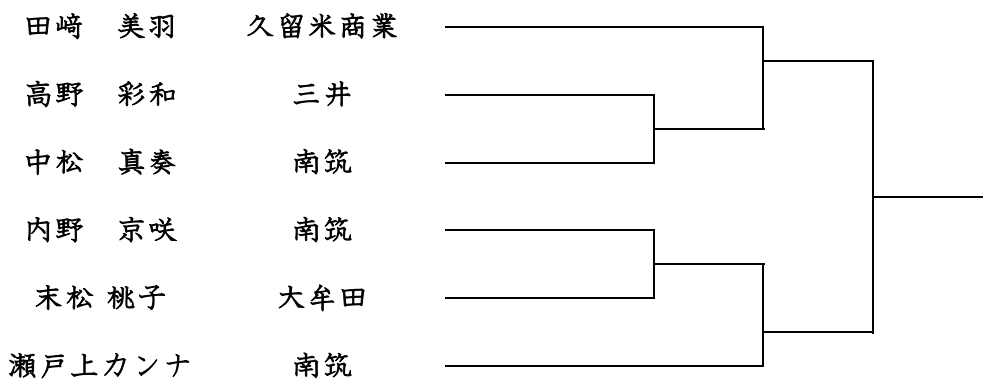 田﨑 美羽 久留米商業
高野 彩和 三井
中松 真奏 南筑
内野 京咲 南筑
末松 桃子 大牟田
瀬戸上カンナ 南筑